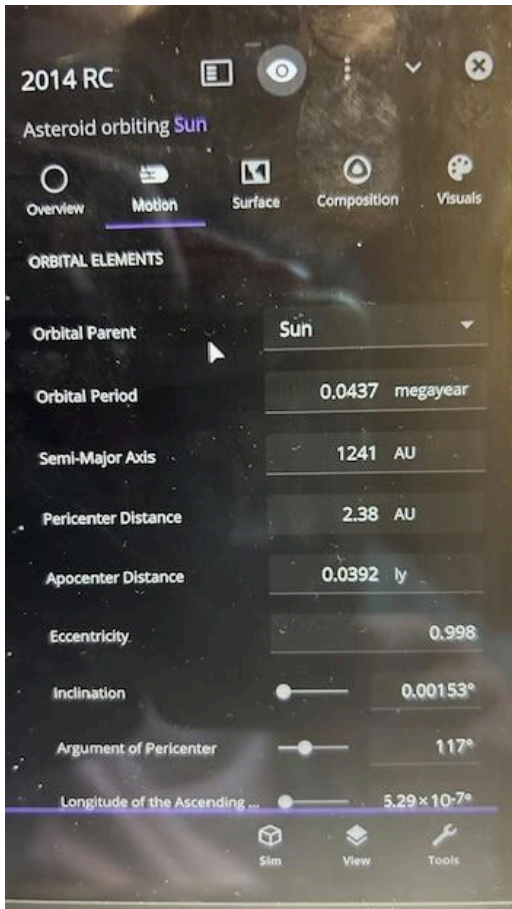 2014 RC
Asteroid orbiting Sun
Overview Motion Surface Composition Visuals
ORBITAL ELEMENTS
Orbital Parent Sun
Orbital Period 0.0437 megayear
Semi-Major Axis 1241 AU
Pericenter Distance 2.38 AU
Apocenter Distance 0.0392 ly
Eccentricity 0.998
Inclination 0.00153°
Argument of Pericenter 117°
Longitude of the Ascending ... 5.29×10-7°
Sim View Tools